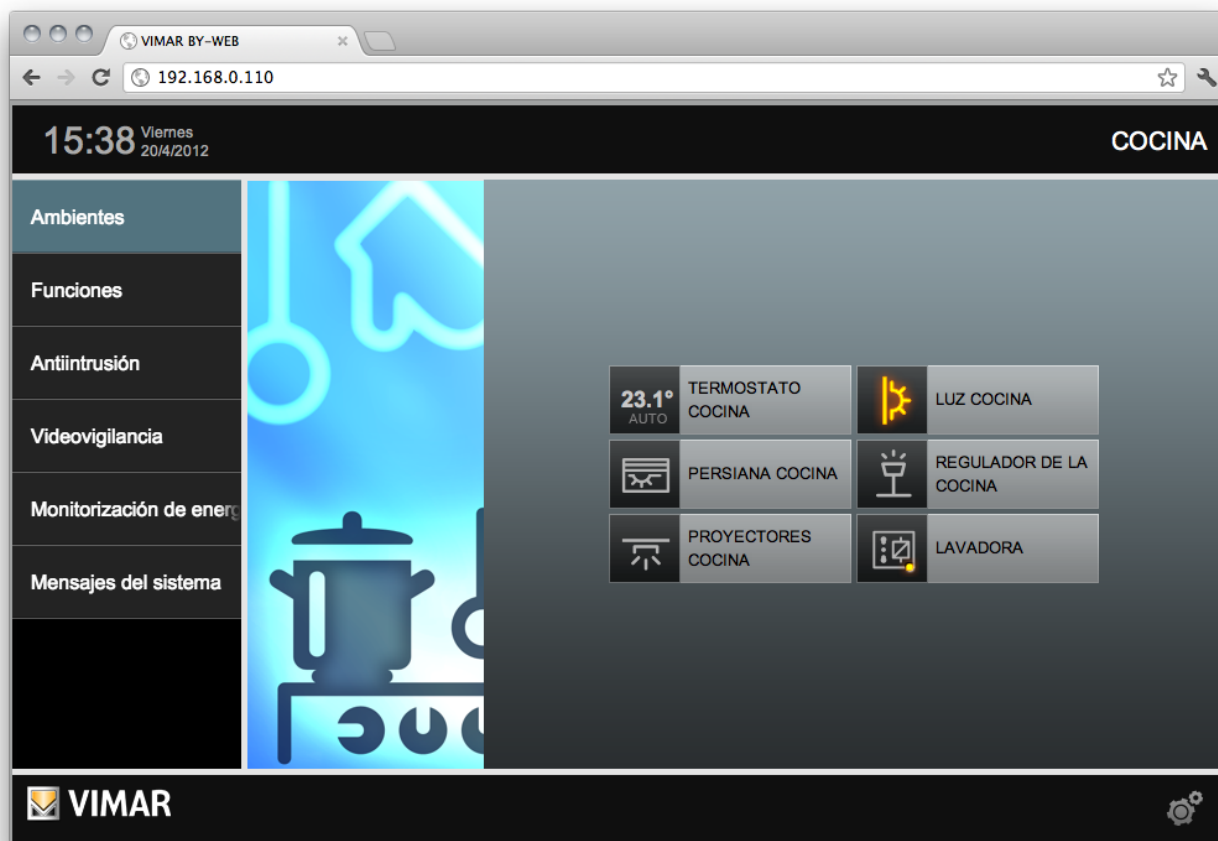 VIMAR BY-WEB
192.168.0.110
15:38
Viernes
20/4/2012
COCINA
Ambientes
Funciones
Antiintrusión
Videovigilancia
Monitorización de energ
Mensajes del sistema
23.1°
AUTO
TERMOSTATO
COCINA
LUZ COCINA
PERSIANA COCINA
REGULADOR DE LA
COCINA
PROYECTORES
COCINA
LAVADORA
VIMAR